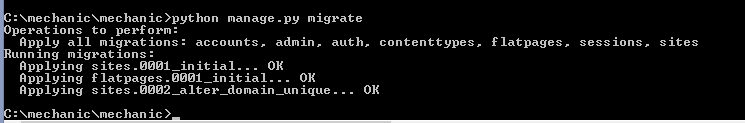 C:\mechanic\mechanic>python manage.py migrate
Operations to perform:
  Apply all migrations: accounts, admin, auth, contenttypes, flatpages, sessions, sites
Running migrations:
  Applying sites.0001_initial... OK
  Applying flatpages.0001_initial... OK
  Applying sites.0002_alter_domain_unique... OK
C:\mechanic\mechanic>_